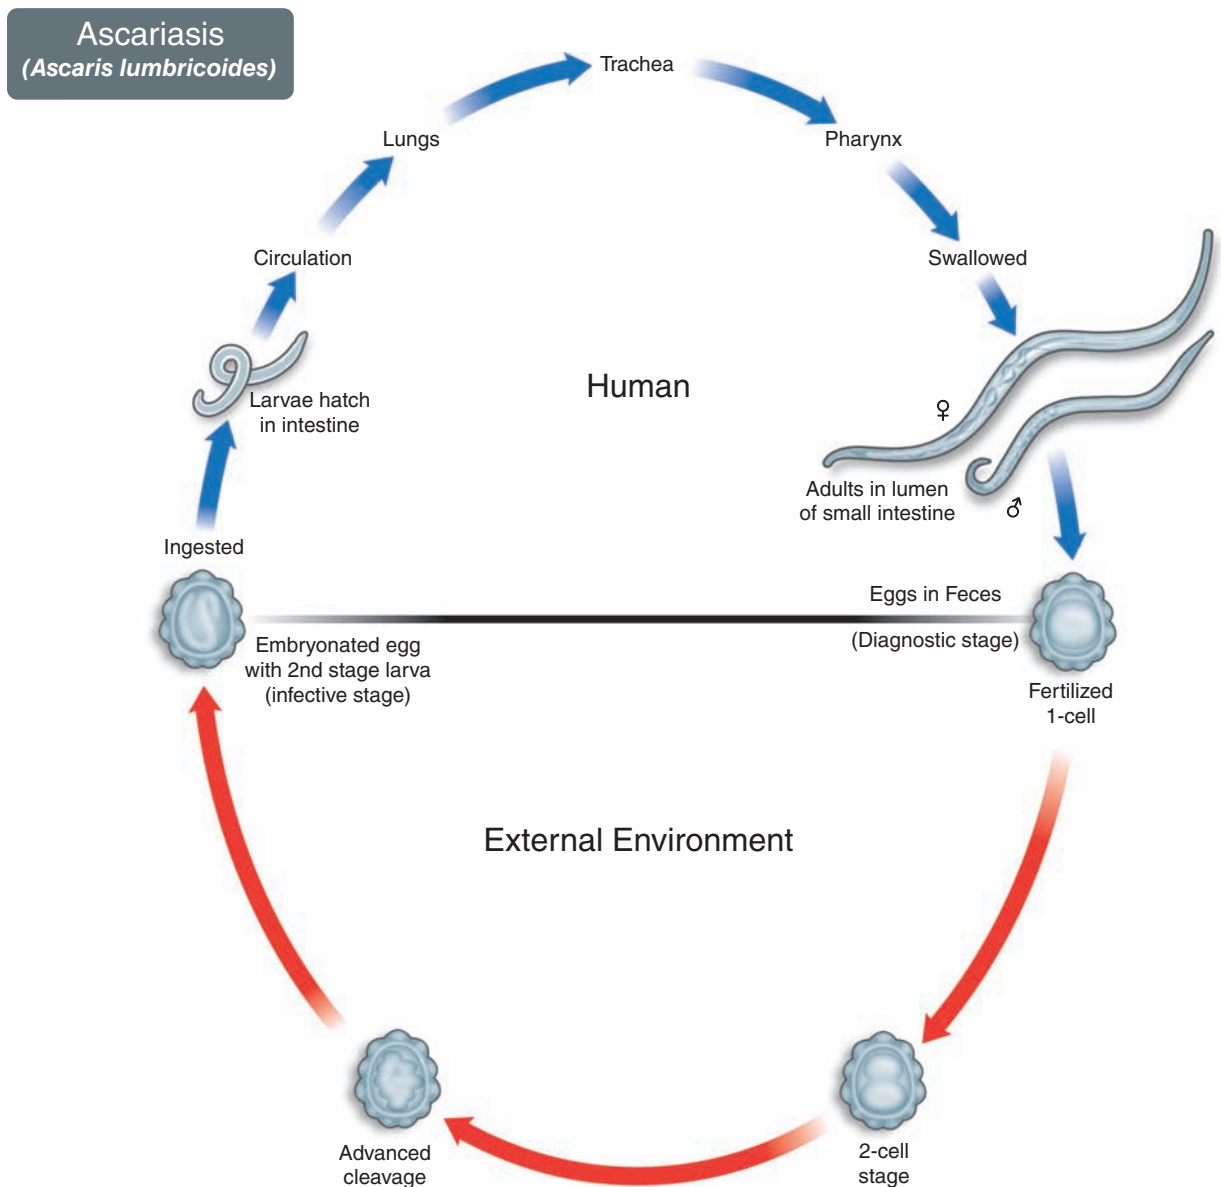 Ascariasis
(Ascaris lumbricoides)
Trachea
Lungs
Pharynx
Circulation
Swallowed
Human
Larvae hatch
in intestine
♀
Adults in lumen
of small intestine
♂
Ingested
Eggs in Feces
(Diagnostic stage)
Embryonated egg
with 2nd stage larva
(infective stage)
Fertilized
1-cell
External Environment
Advanced
cleavage
2-cell
stage